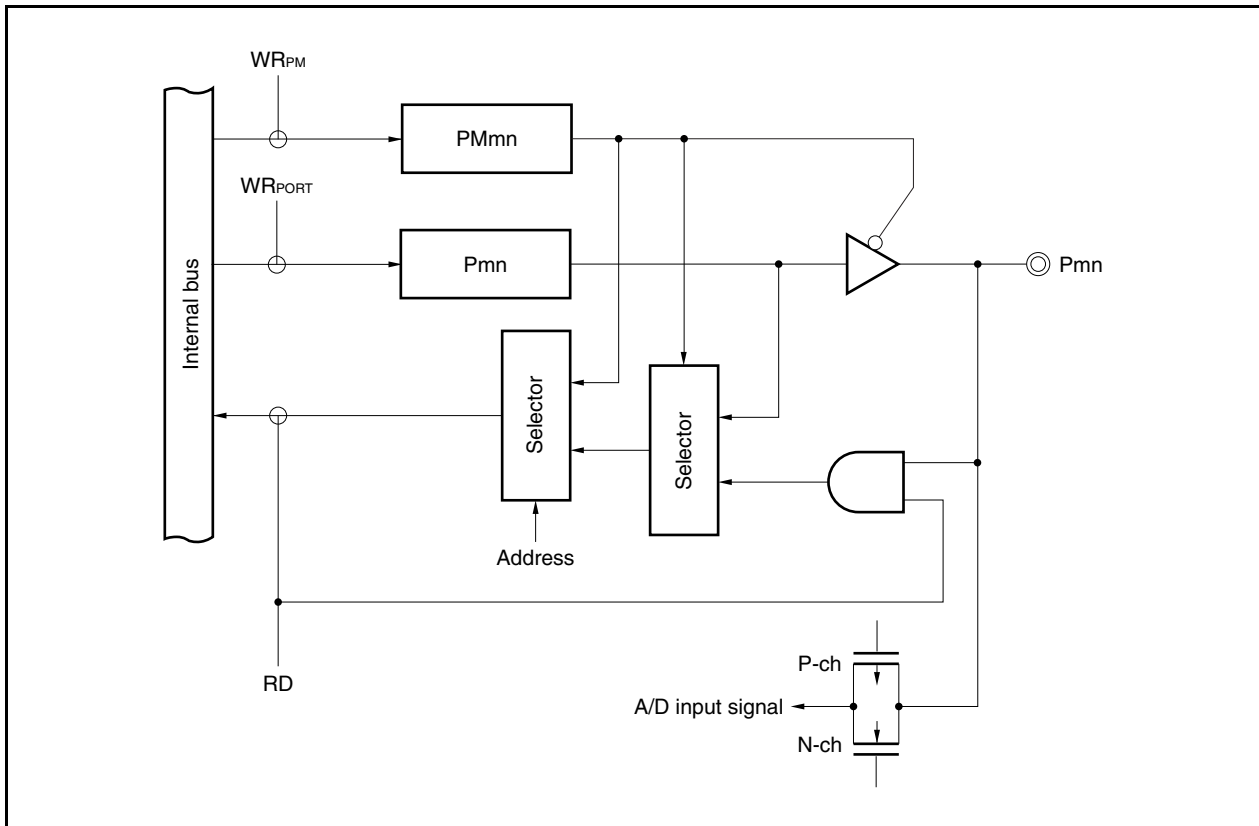 WRPM
PMmn
WRPORT
Pmn
Pmn
Internal bus
Selector
Selector
Address
RD
P-ch
A/D input signal
N-ch